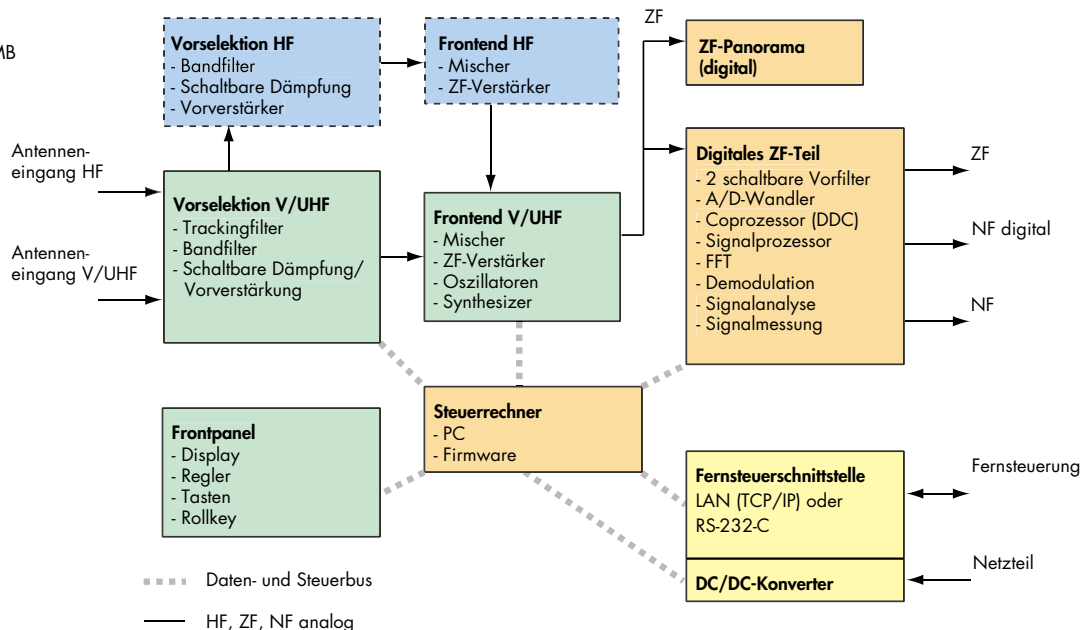 MB
Vorselektion HF
- Bandfilter
- Schaltbare Dämpfung
- Vorverstärker
Frontend HF
- Mischer
- ZF-Verstärker
ZF
ZF-Panorama
(digital)
Antennen-
eingang HF
Antennen-
eingang V/UHF
Vorselektion V/UHF
- Trackingfilter
- Bandfilter
- Schaltbare Dämpfung/
Vorverstärkung
Frontend V/UHF
- Mischer
- ZF-Verstärker
- Oszillatoren
- Synthesizer
Digitales ZF-Teil
- 2 schaltbare Vorfilter
- A/D-Wandler
- Coprozessor (DDC)
- Signalprozessor
- FFT
- Demodulation
- Signalanalyse
- Signalmessung
ZF
NF digital
NF
Steuerrechner
- PC
- Firmware
Frontpanel
- Display
- Regler
- Tasten
- Rollkey
Fernsteuerschnittstelle
LAN (TCP/IP) oder
RS-232-C
Fernsteuerung
DC/DC-Konverter
Netzteil
Daten- und Steuerbus
HF, ZF, NF analog